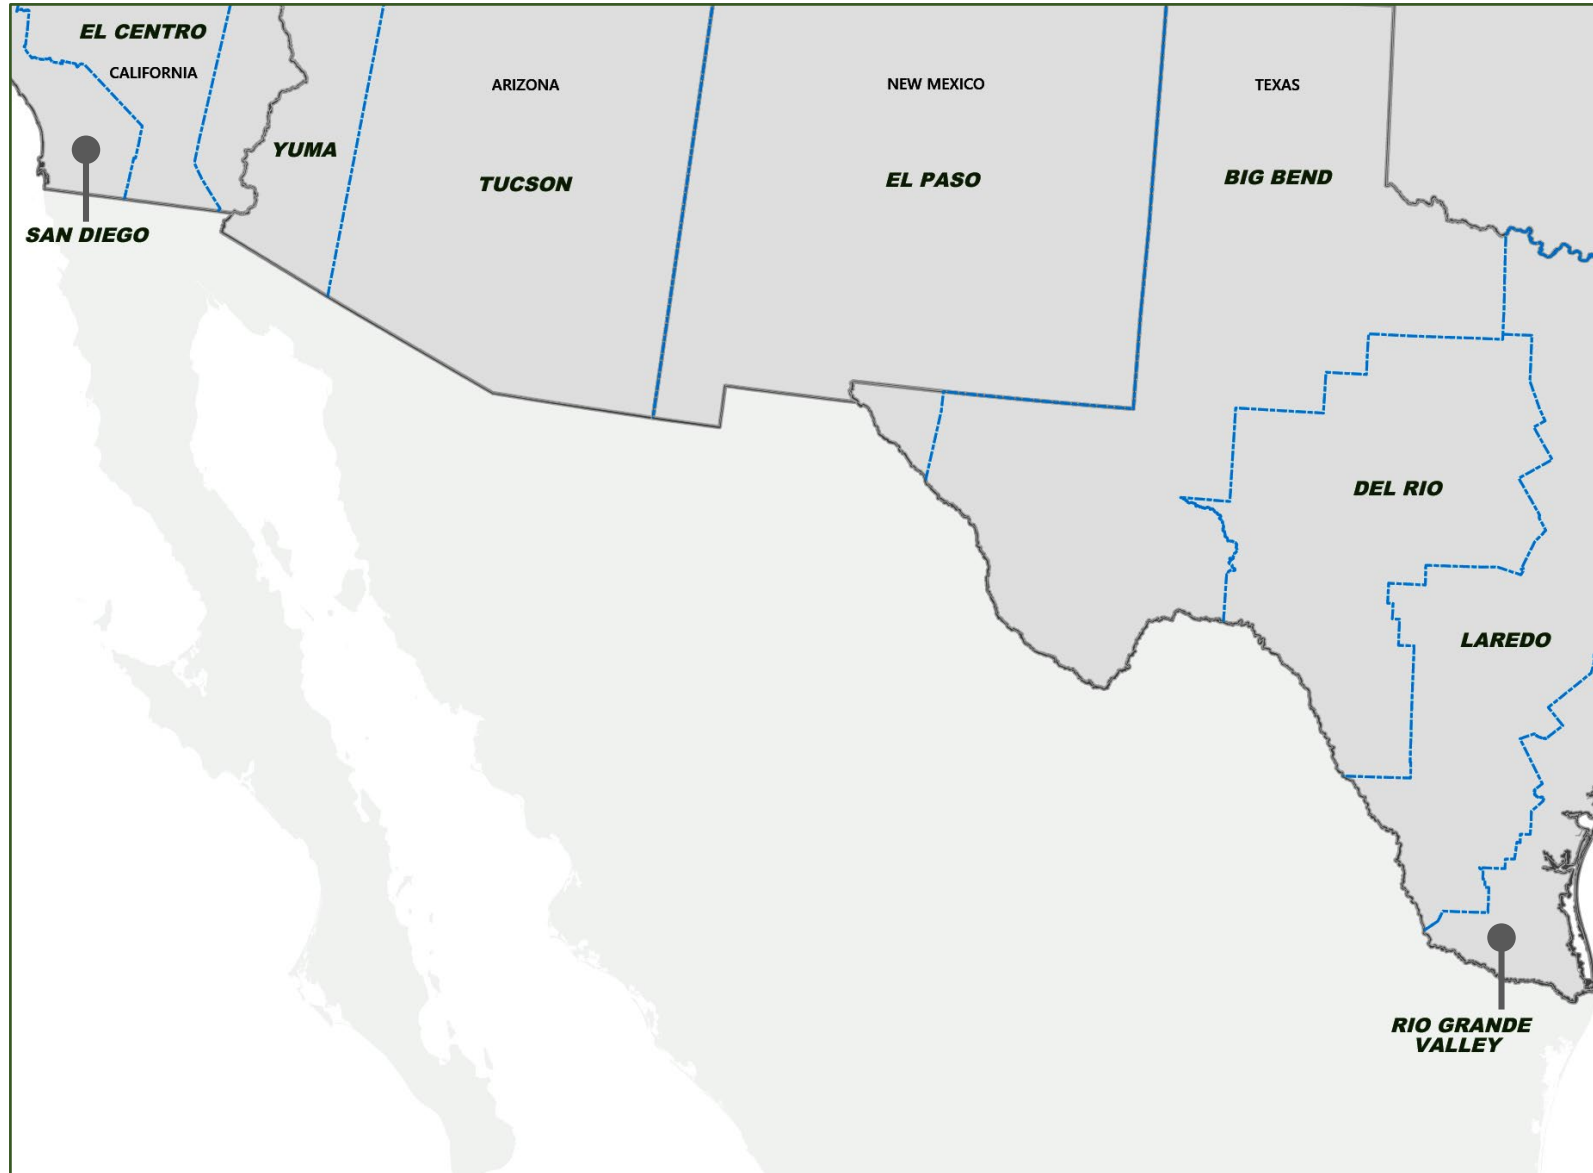 EL CENTRO
CALIFORNIA
ARIZONA
NEW MEXICO
TEXAS
YUMA
TUCSON
EL PASO
BIG BEND
SAN DIEGO
DEL RIO
LAREDO
RIO GRANDE
VALLEY